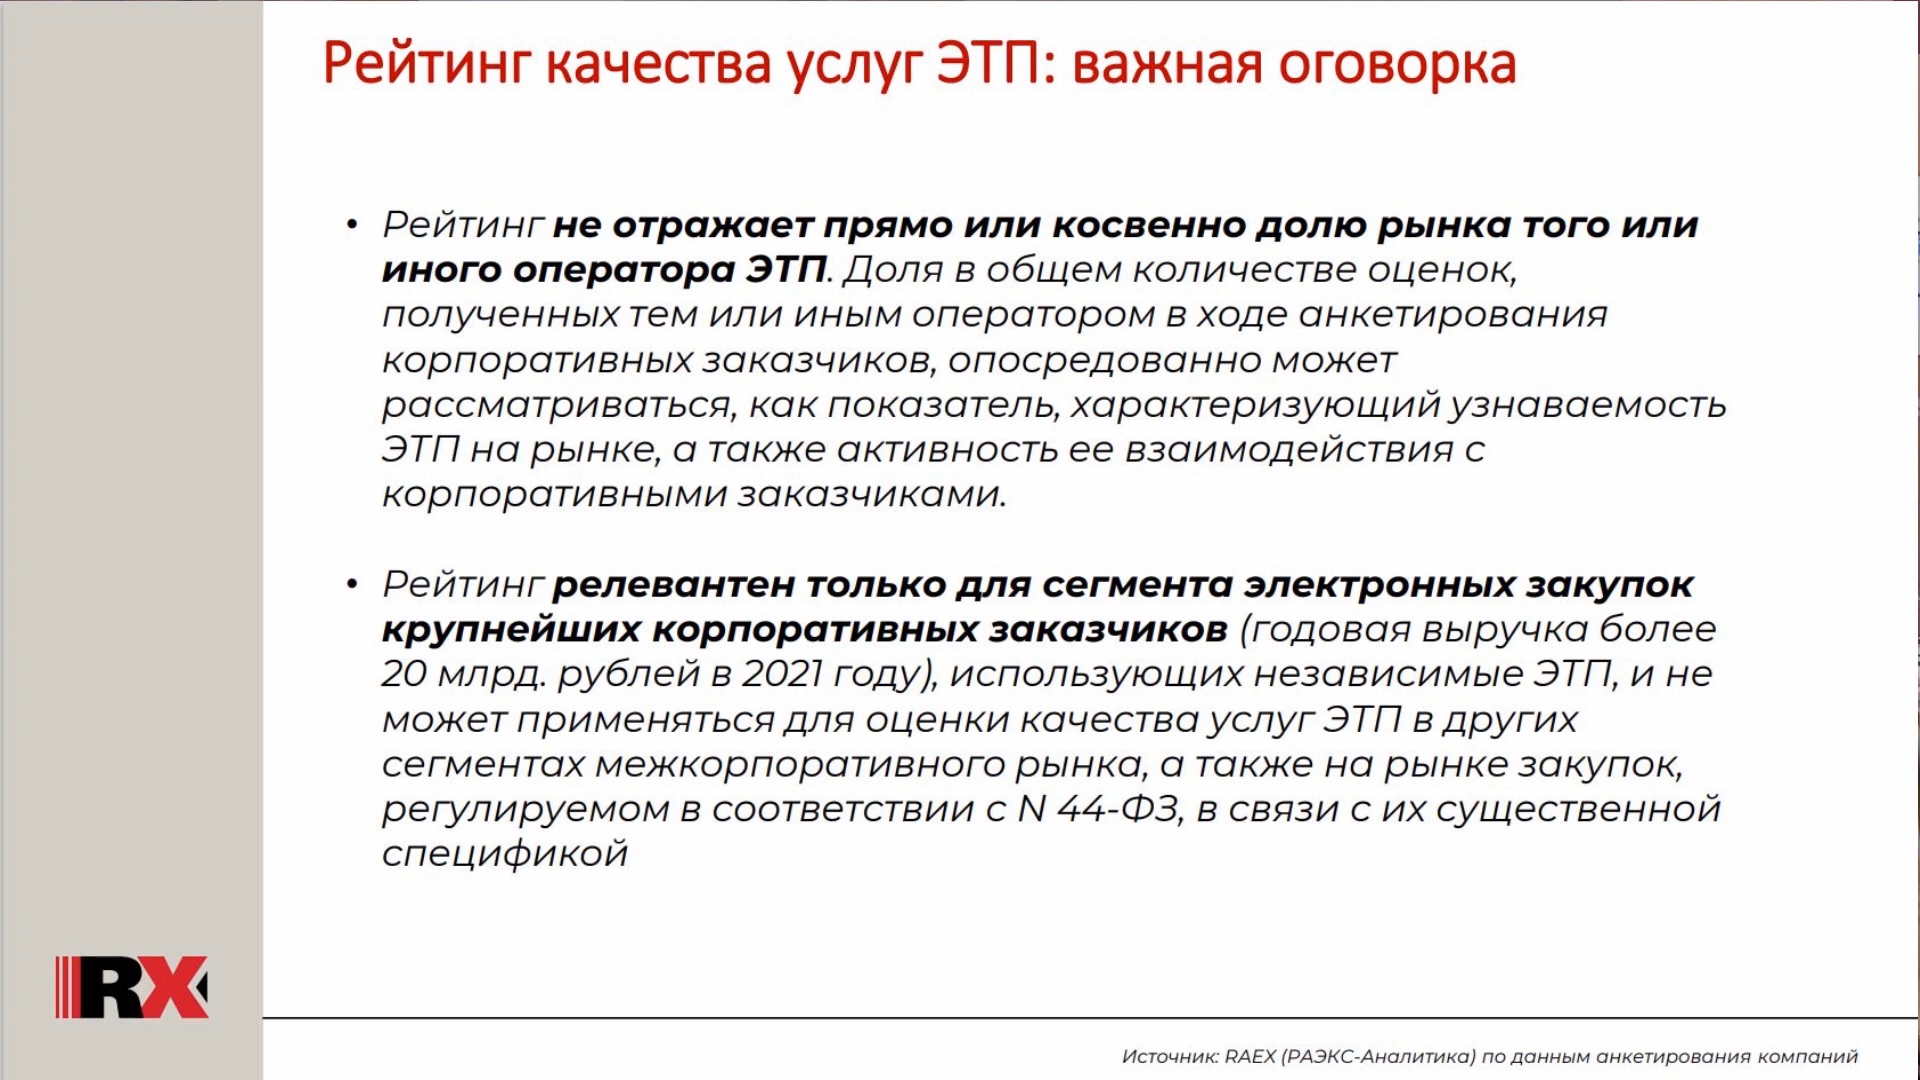 Рейтинг качества услуг ЭТП: важная оговорка
• Рейтинг не отражает прямо или косвенно долю рынка того или
иного оператора ЭТП. Доля в общем количестве оценок,
полученных тем или иным оператором в ходе анкетирования
корпоративных заказчиков, опосредованно может
рассматриваться, как показатель, характеризующий узнаваемость
ЭТП на рынке, а также активность ее взаимодействия с
корпоративными заказчиками.
• Рейтинг релевантен только для сегмента электронных закупок
крупнейших корпоративных заказчиков (годовая выручка более
20 млрд. рублей в 2021 году), использующих независимые ЭТП, и не
может применяться для оценки качества услуг ЭТП в других
сегментах межкорпоративного рынка, а также на рынке закупок,
регулируемом в соответствии с N 44-ФЗ, в связи с их существенной
спецификой
RX
Источник: RAEX (РАЭКС-Аналитика) по данным анкетирования компаний